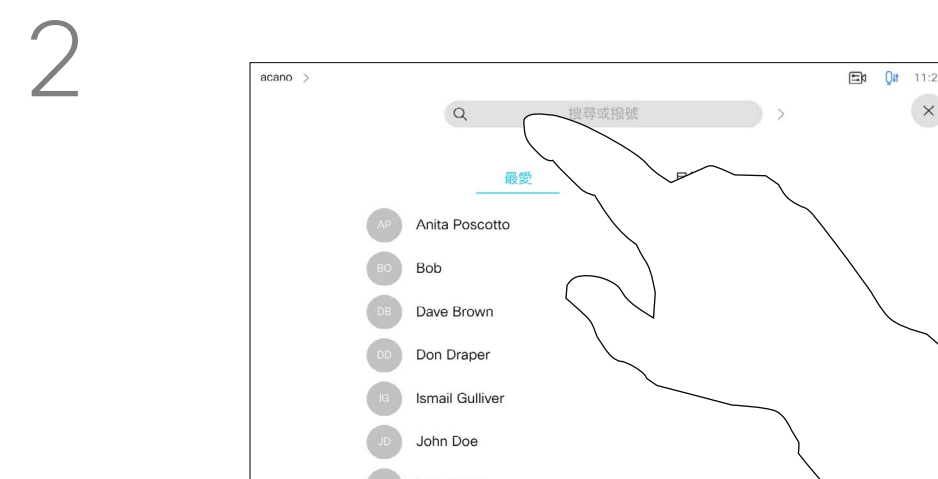 2
acano >
11:2
搜尋或撥號
最愛
AP Anita Poscotto
BO Bob
DB Dave Brown
DD Don Draper
IG Ismail Gulliver
JD John Doe